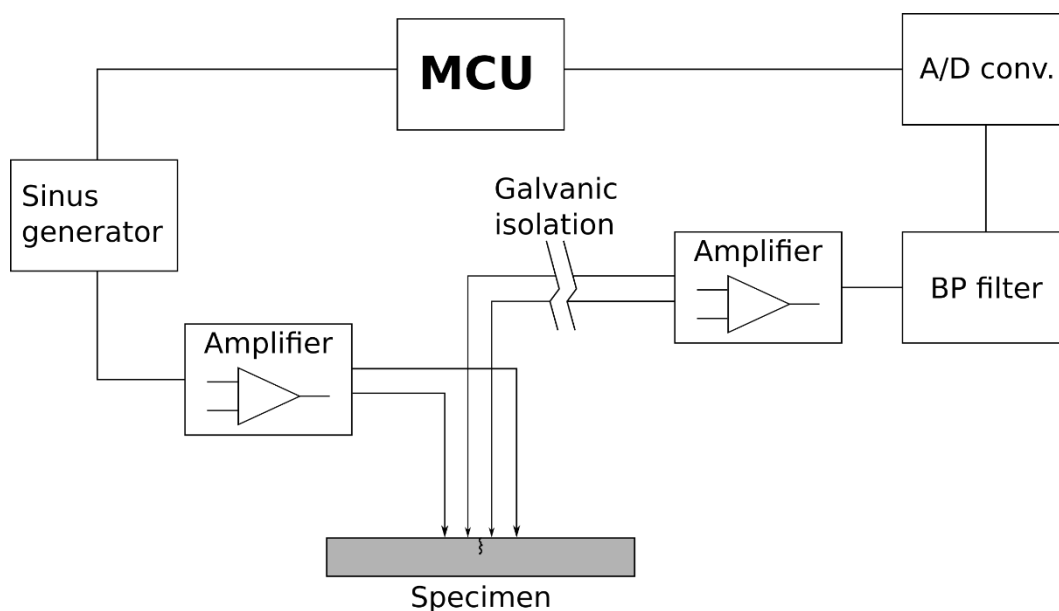 MCU
A/D conv.
Sinus
generator
Galvanic
isolation
Amplifier
BP filter
Amplifier
Specimen